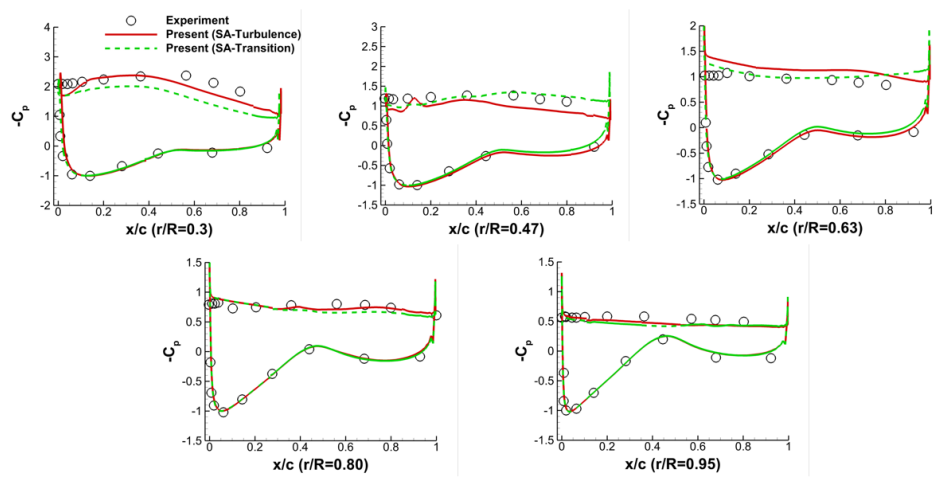 Experiment
Present (SA-Turbulence)
Present (SA-Transition)
4
3
2
1
0
-1
-2
-Cp
0 0.2 0.4 0.6 0.8 1
x/c (r/R=0.3)
3
2.5
2
1.5
1
0.5
0
-0.5
-1
-1.5
-Cp
0 0.2 0.4 0.6 0.8 1
x/c (r/R=0.47)
2
1.5
1
0.5
0
-0.5
-1
-1.5
-Cp
0 0.2 0.4 0.6 0.8 1
x/c (r/R=0.63)
1.5
1
0.5
0
-0.5
-1
-1.5
-Cp
0 0.2 0.4 0.6 0.8 1
x/c (r/R=0.80)
1.5
1
0.5
0
-0.5
-1
-1.5
-Cp
0 0.2 0.4 0.6 0.8 1
x/c (r/R=0.95)